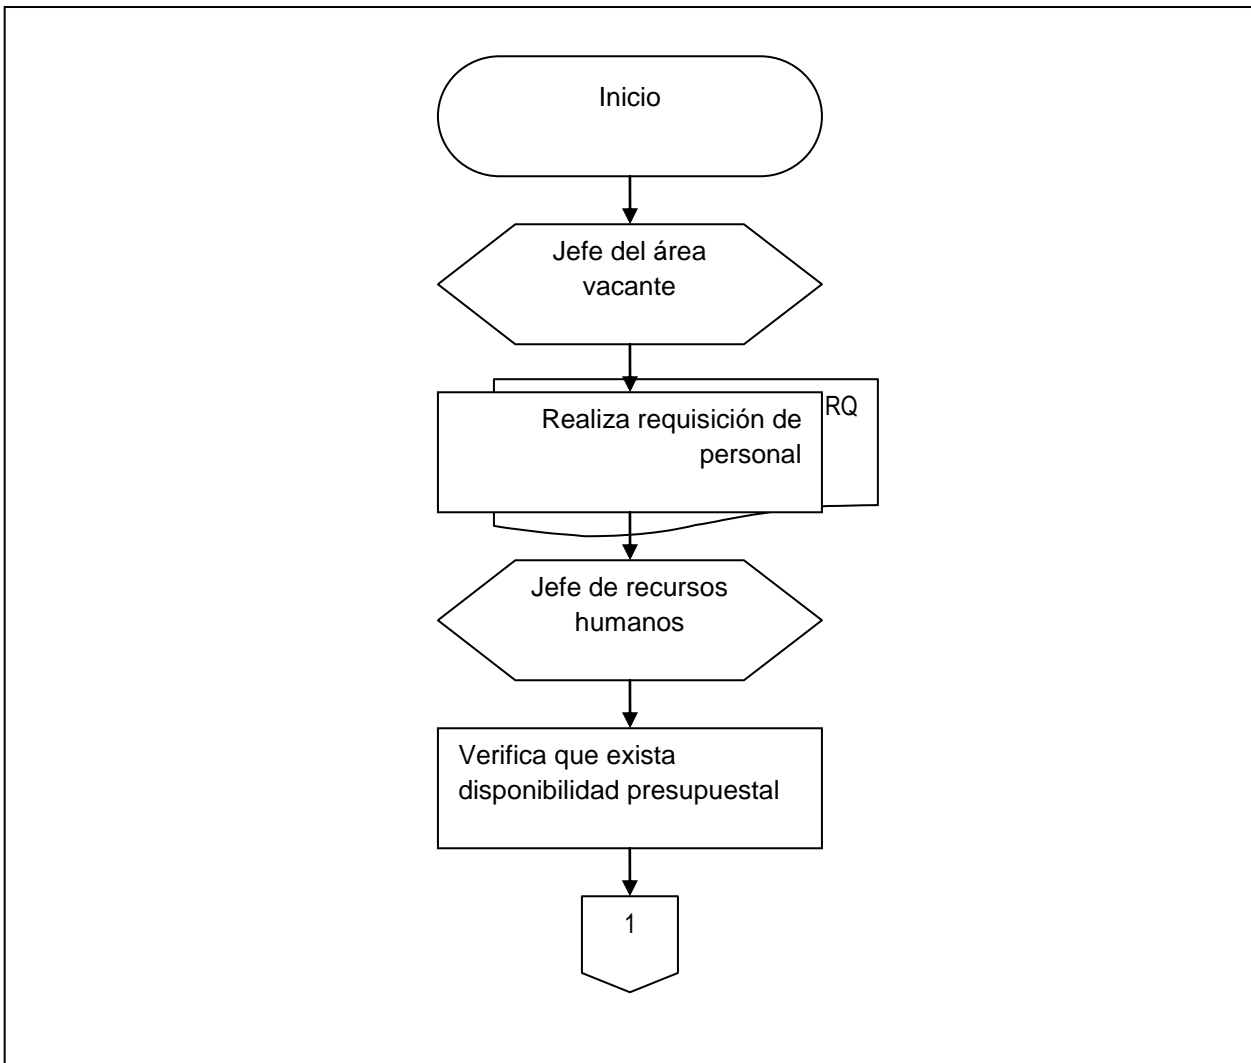 Inicio
Jefe del área
vacante
RQ
Realiza requisición de
personal
Jefe de recursos
humanos
Verifica que exista
disponibilidad presupuestal
1